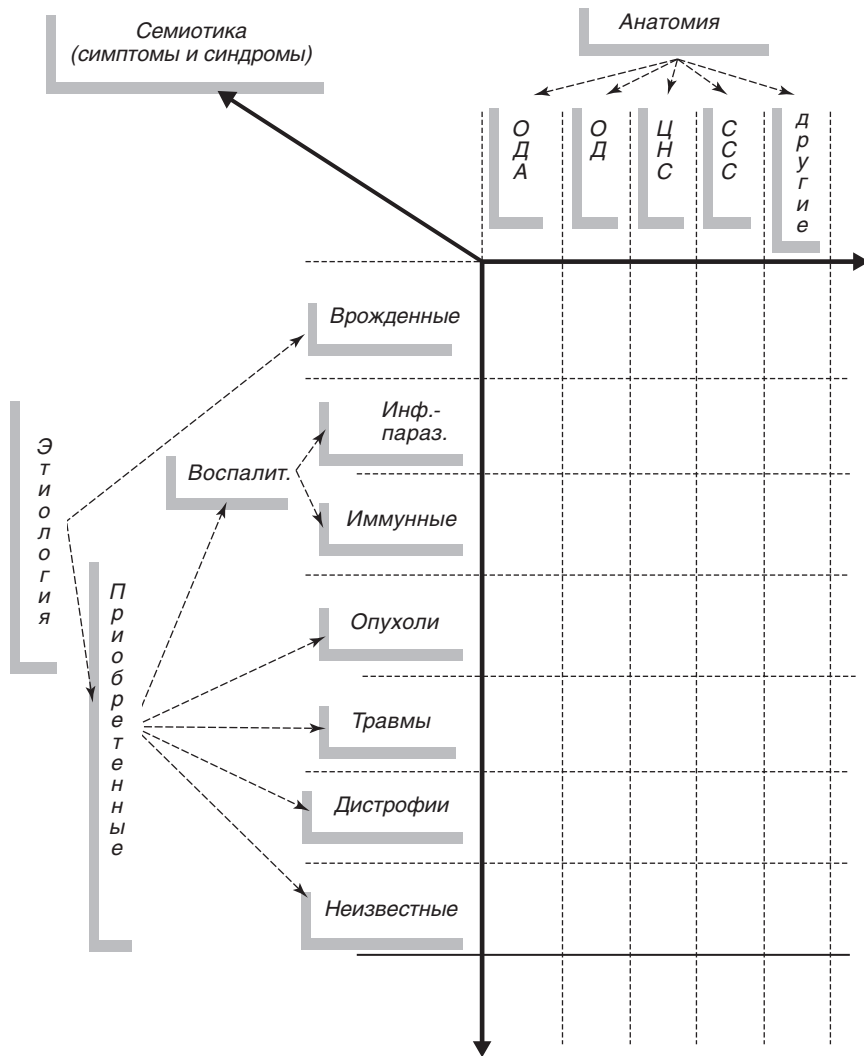 Семиотика
(симптомы и синдромы)
Анатомия
ОДА
ОД
ЦНС
ССС
другие
Врожденные
Инф.-
параз.
Воспалит.
Иммунные
Этиология
Приобретенные
Опухоли
Травмы
Дистрофии
Неизвестные